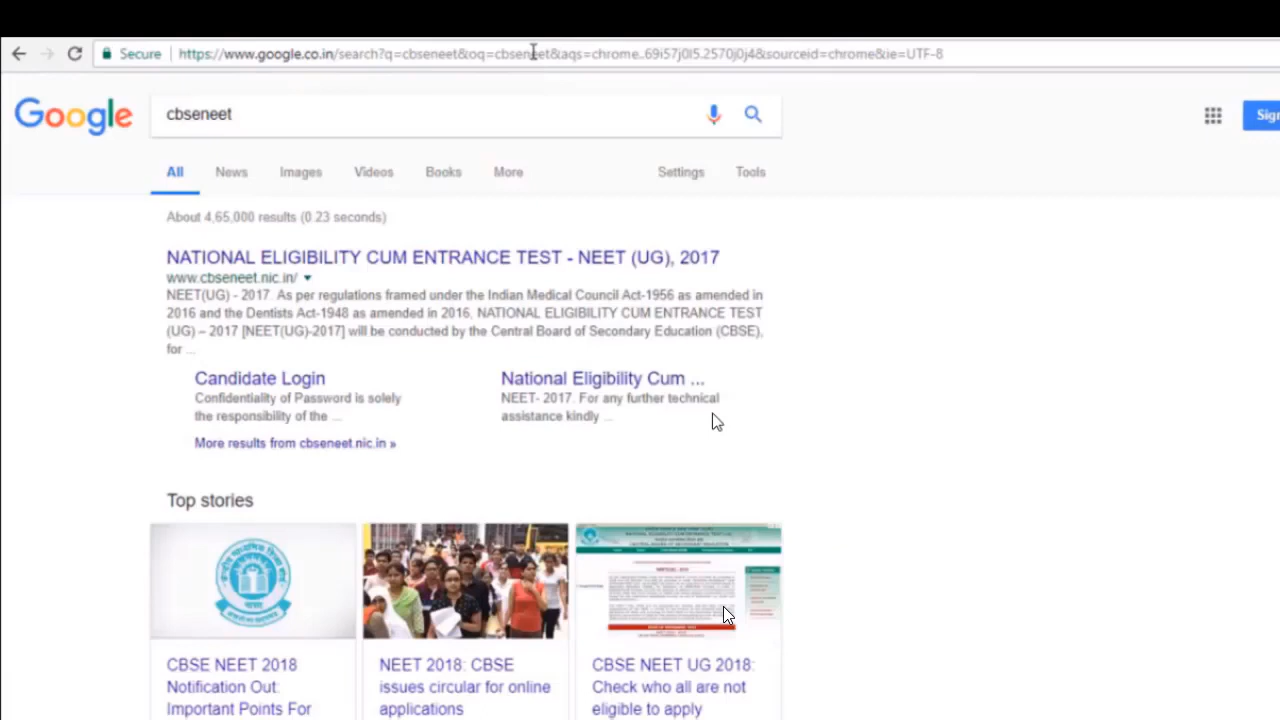 Secure https://www.google.co.in/search?q=cbseneet&oq=cbseneet&aqs=chrome..69i57j0l5.2570j0j4&sourceid=chrome&ie=UTF-8
Google cbseneet Sign
All News Images Videos Books More Settings Tools
About 4,65,000 results (0.23 seconds)
NATIONAL ELIGIBILITY CUM ENTRANCE TEST - NEET (UG), 2017
www.cbseneet.nic.in/
NEET(UG) - 2017. As per regulations framed under the Indian Medical Council Act-1956 as amended in
2016 and the Dentists Act-1948 as amended in 2016, NATIONAL ELIGIBILITY CUM ENTRANCE TEST
(UG) – 2017 [NEET(UG)-2017] will be conducted by the Central Board of Secondary Education (CBSE),
for ...
Candidate Login
Confidentiality of Password is solely
the responsibility of the ...
National Eligibility Cum ...
NEET- 2017. For any further technical
assistance kindly ...
More results from cbseneet.nic.in »
Top stories
CBSE NEET 2018
Notification Out:
Important Points For
NEET 2018: CBSE
issues circular for online
applications
CBSE NEET UG 2018:
Check who all are not
eligible to apply